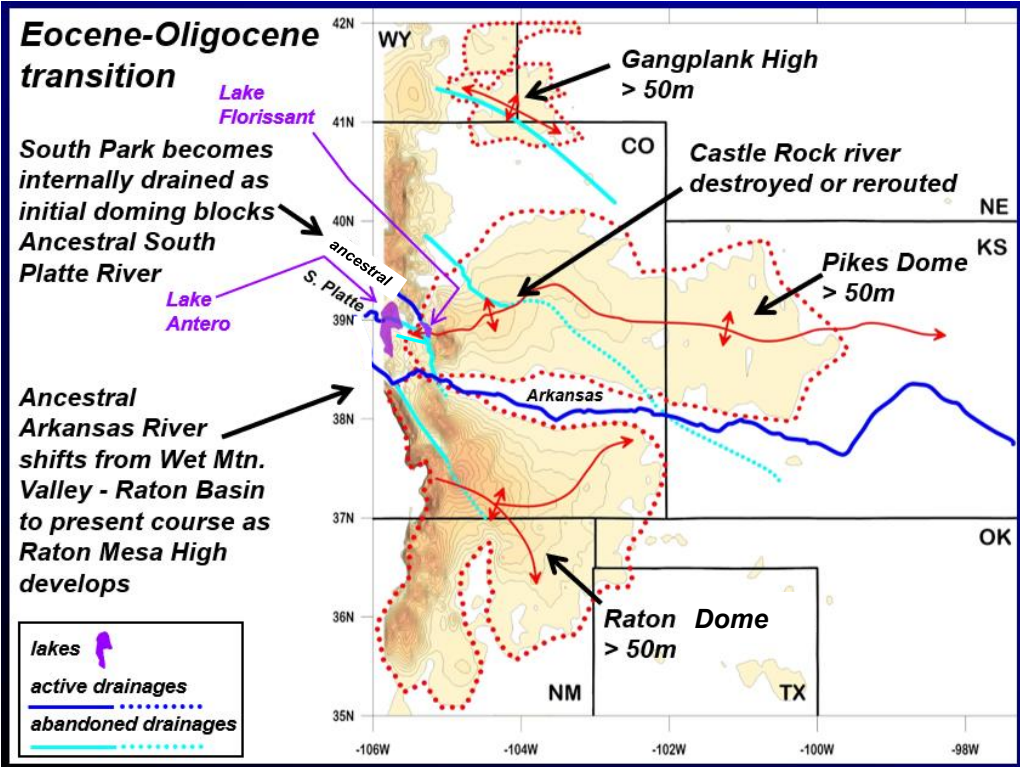 Eocene-Oligocene
transition
Lake
Florissant
South Park becomes
internally drained as
initial doming blocks
Ancestral South
Platte River
Lake
Antero
Ancestral
Arkansas River
shifts from Wet Mtn.
Valley - Raton Basin
to present course as
Raton Mesa High
develops
lakes
active drainages
abandoned drainages
42N
41N
40N
39N
38N
37N
36N
35N
WY
Gangplank High
> 50m
CO
Castle Rock river
destroyed or rerouted
NE
KS
ancestral
S. Platte
Pikes Dome
> 50m
Arkansas
OK
Raton Dome
> 50m
NM
TX
-106W
-104W
-102W
-100W
-98W